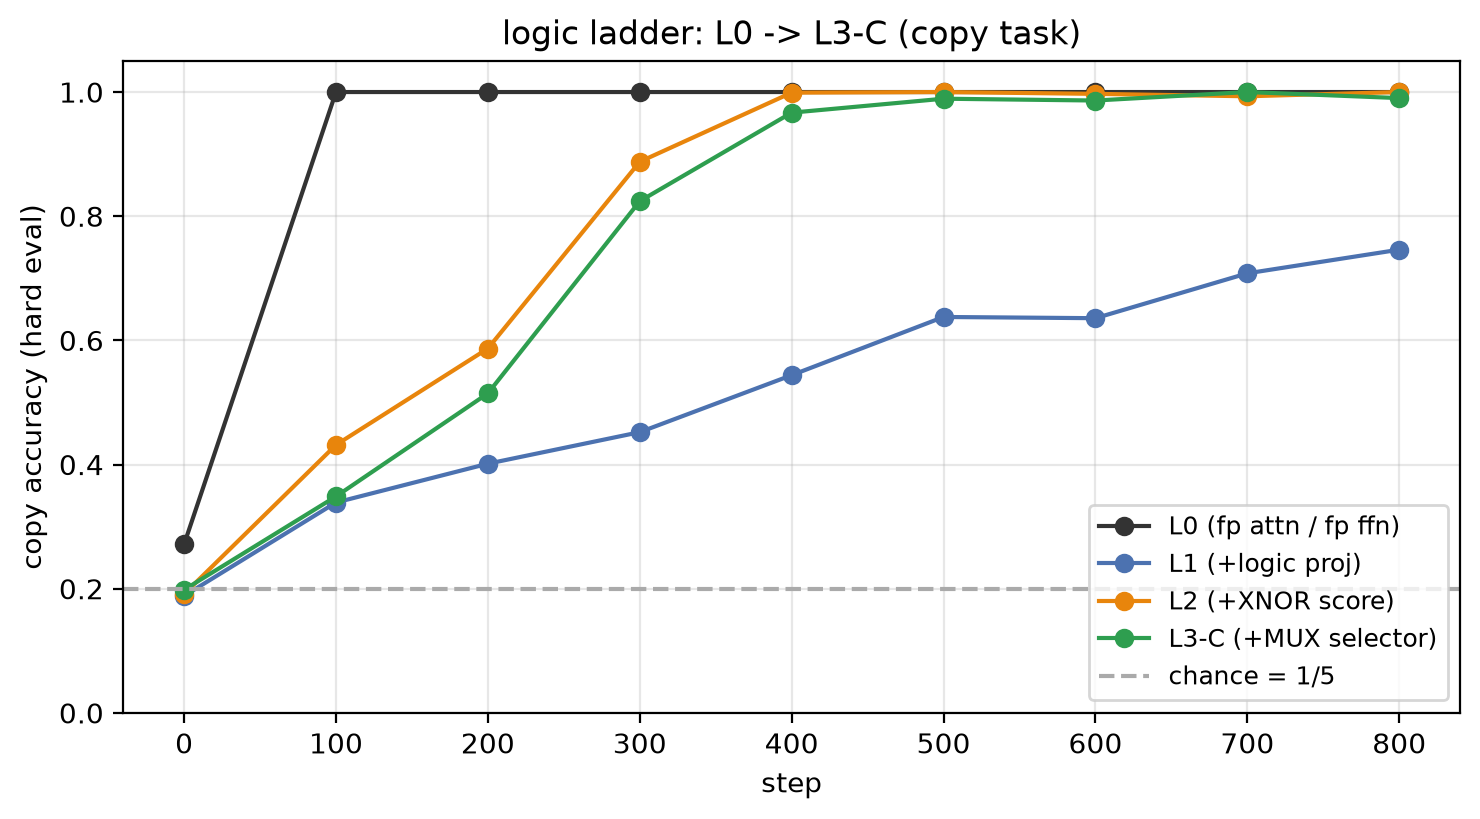 logic ladder: L0 -> L3-C (copy task)
copy accuracy (hard eval)
1.0
0.8
0.6
0.4
0.2
0.0
L0 (fp attn / fp ffn)
L1 (+logic proj)
L2 (+XNOR score)
L3-C (+MUX selector)
chance = 1/5
0 100 200 300 400 500 600 700 800
step